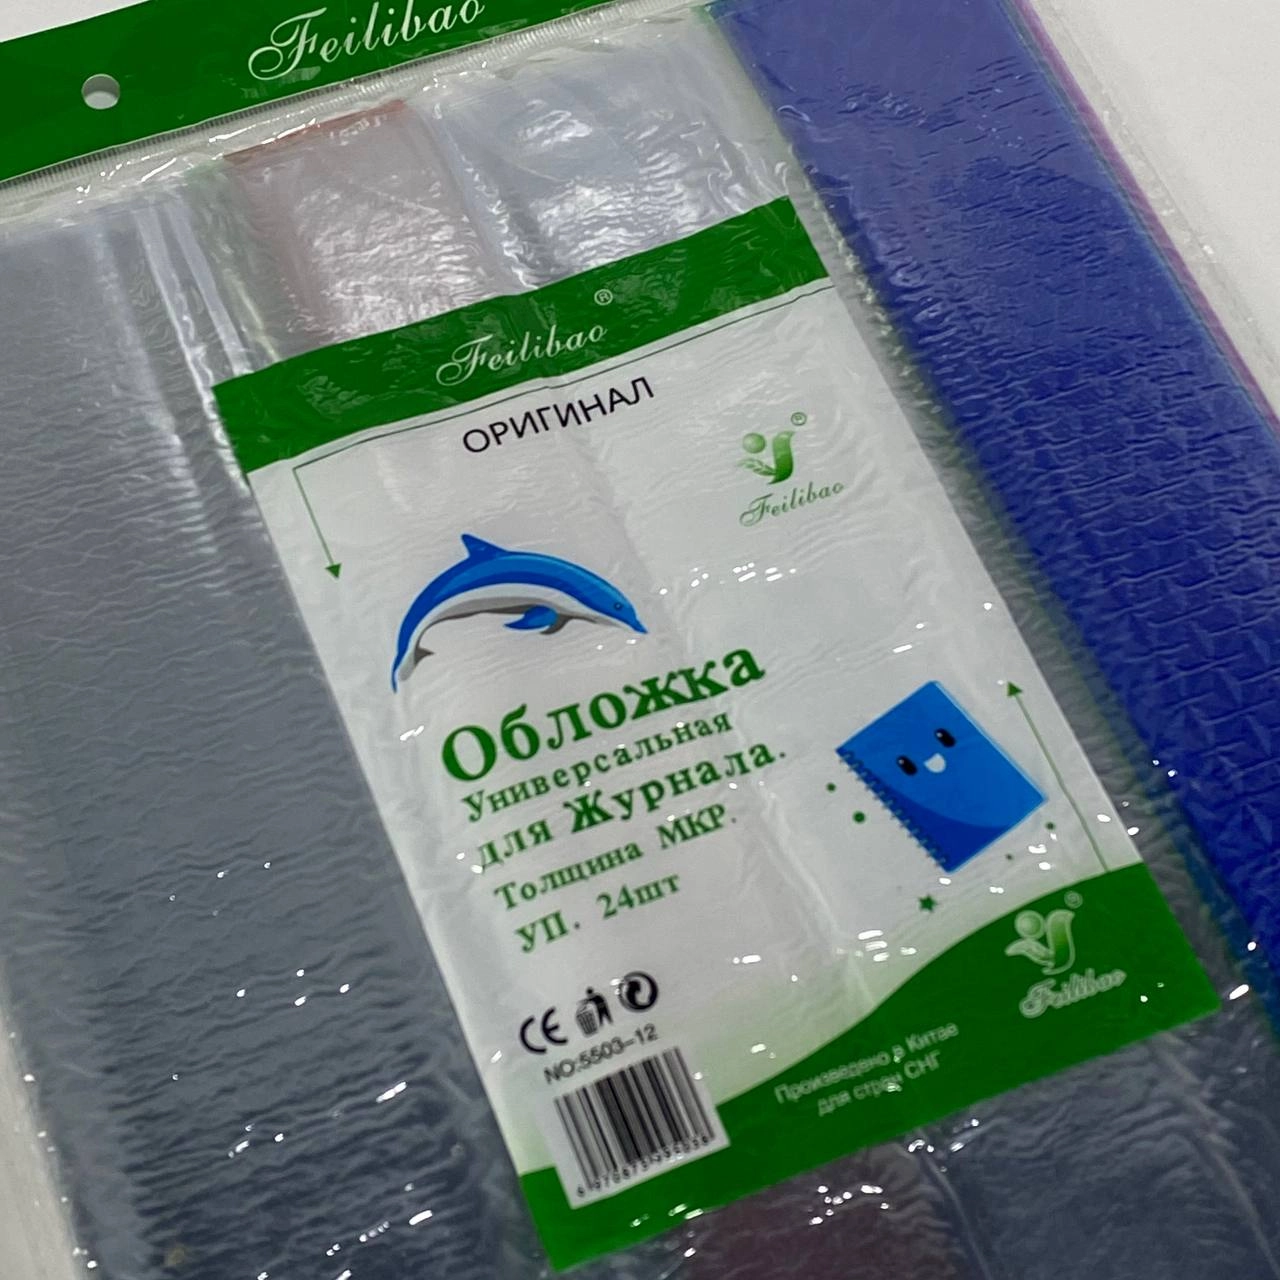 Feilibao
Feilibao ®
ОРИГИНАЛ
®
Feilibao
Обложка
Универсальная
для Журнала.
Толщина МКР.
УП. 24шт
CE
NO:5503-12
®
Feilibao
Произведено в Китае
для стран СНГ